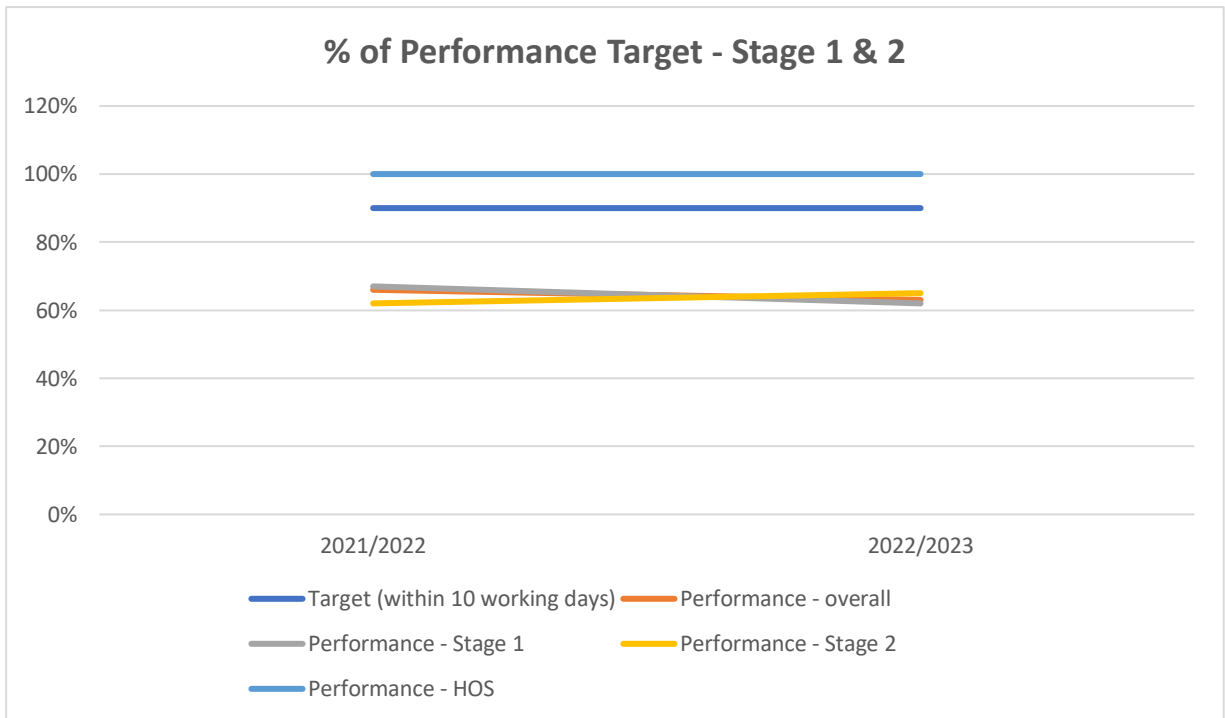 % of Performance Target - Stage 1 & 2
120%
100%
80%
60%
40%
20%
0%
2021/2022 2022/2023
Target (within 10 working days) Performance - overall
Performance - Stage 1 Performance - Stage 2
Performance - HOS